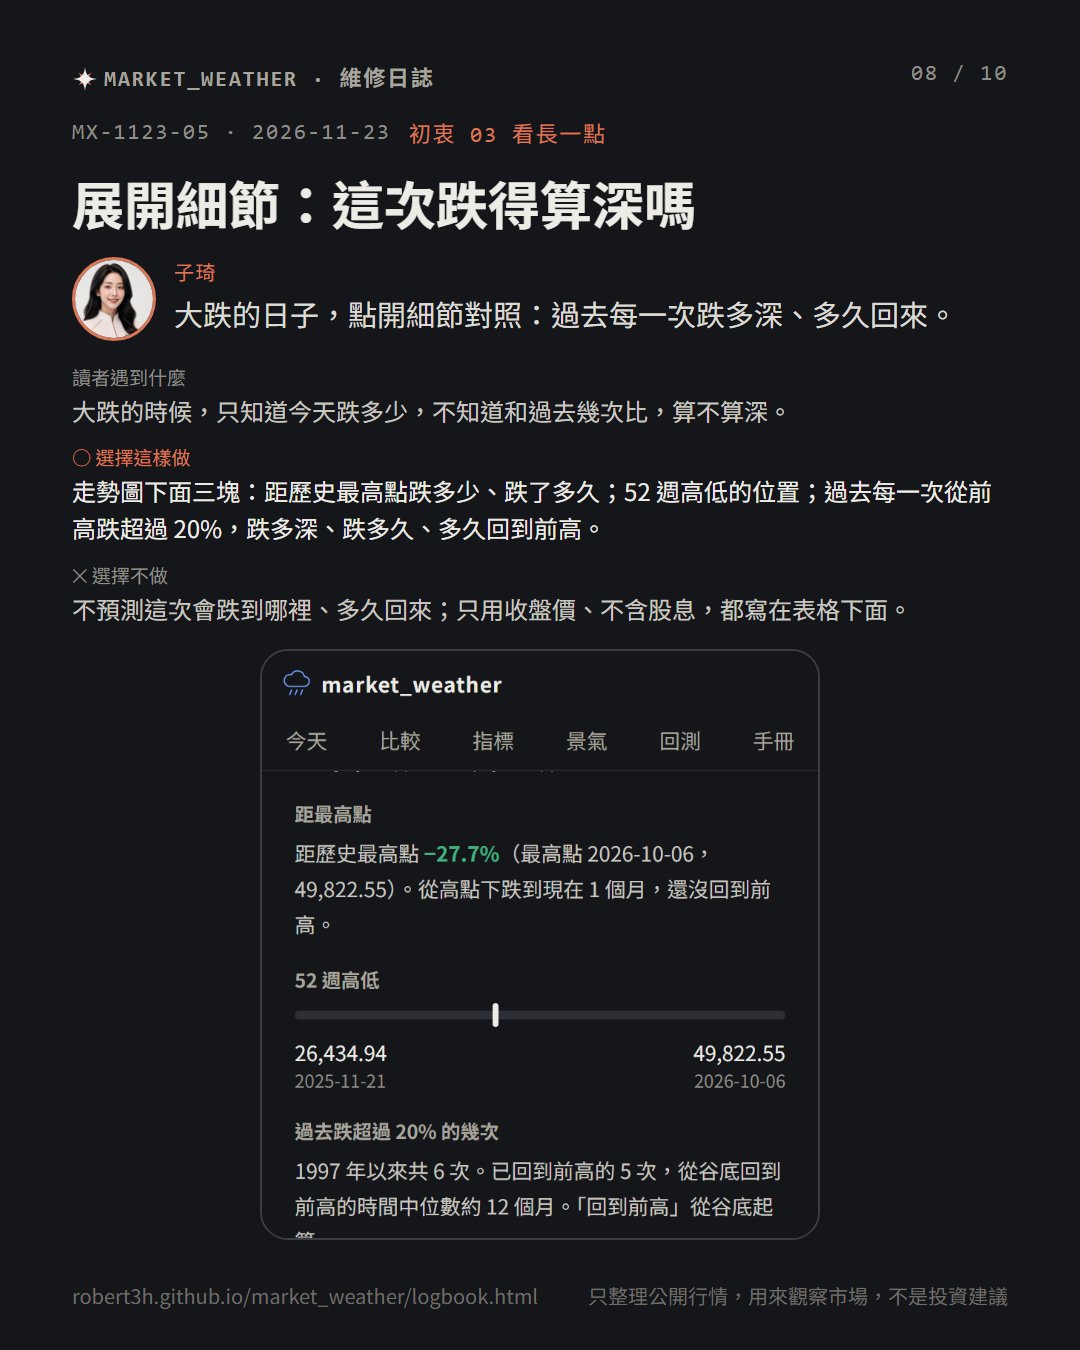 MARKET_WEATHER · 維修日誌
08 / 10
MX-1123-05 · 2026-11-23 初衷 03 看長一點
展開細節：這次跌得算深嗎
子琦
大跌的日子，點開細節對照：過去每一次跌多深、多久回來。
讀者遇到什麼
大跌的時候，只知道今天跌多少，不知道和過去幾次比，算不算深。
○ 選擇這樣做
走勢圖下面三塊：距歷史最高點跌多少、跌了多久；52 週高低的位置；過去每一次從前
高跌超過 20%，跌多深、跌多久、多久回到前高。
✕ 選擇不做
不預測這次會跌到哪裡、多久回來；只用收盤價、不含股息，都寫在表格下面。
market_weather
今天 比較 指標 景氣 回測 手冊
距最高點
距歷史最高點 −27.7%（最高點 2026-10-06，
49,822.55）。從高點下跌到現在 1 個月，還沒回到前
高。
52 週高低
26,434.94 49,822.55
2025-11-21 2026-10-06
過去跌超過 20% 的幾次
1997 年以來共 6 次。已回到前高的 5 次，從谷底回到
前高的時間中位數約 12 個月。「回到前高」從谷底起
robert3h.github.io/market_weather/logbook.html
只整理公開行情，用來觀察市場，不是投資建議